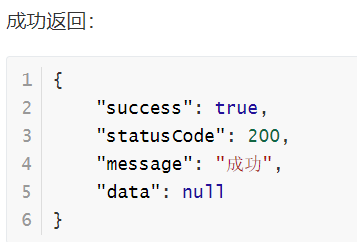 成功返回：
1 {
2     "success": true,
3     "statusCode": 200,
4     "message": "成功",
5     "data": null
6 }